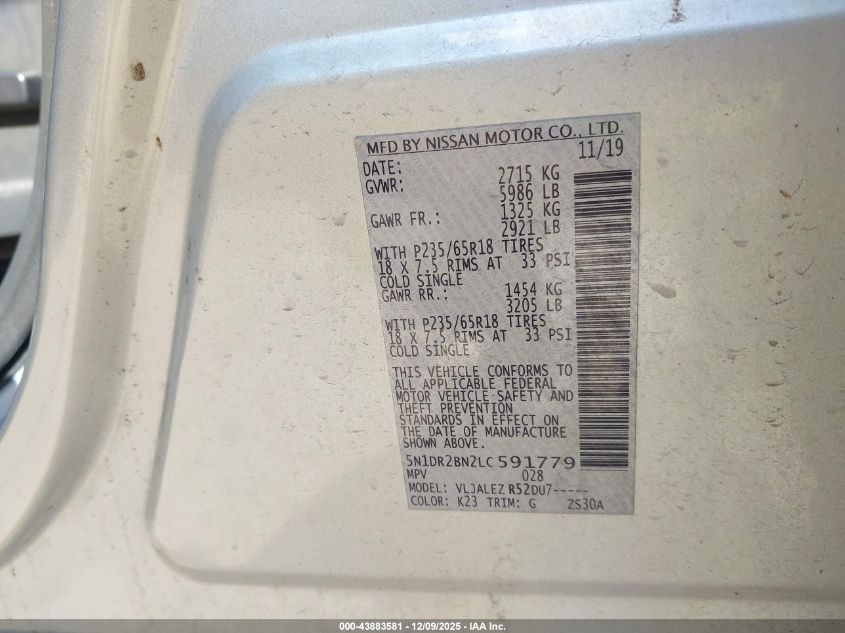 MFD BY NISSAN MOTOR CO., LTD.
DATE: 11/19
GVWR: 2715 KG
5986 LB
GAWR FR.: 1325 KG
2921 LB
WITH P235/65R18 TIRES
18 X 7.5 RIMS AT 33 PSI
COLD SINGLE
GAWR RR.: 1454 KG
3205 LB
WITH P235/65R18 TIRES
18 X 7.5 RIMS AT 33 PSI
COLD SINGLE
THIS VEHICLE CONFORMS TO
ALL APPLICABLE FEDERAL
MOTOR VEHICLE SAFETY AND
THEFT PREVENTION
STANDARDS IN EFFECT ON
THE DATE OF MANUFACTURE
SHOWN ABOVE.
5N1DR2BN2LC591779
MPV 028
MODEL: VLJALEZ R52DU7-----
COLOR: K23 TRIM: G ZS30A
000-43883581 - 12/09/2025 - IAA Inc.